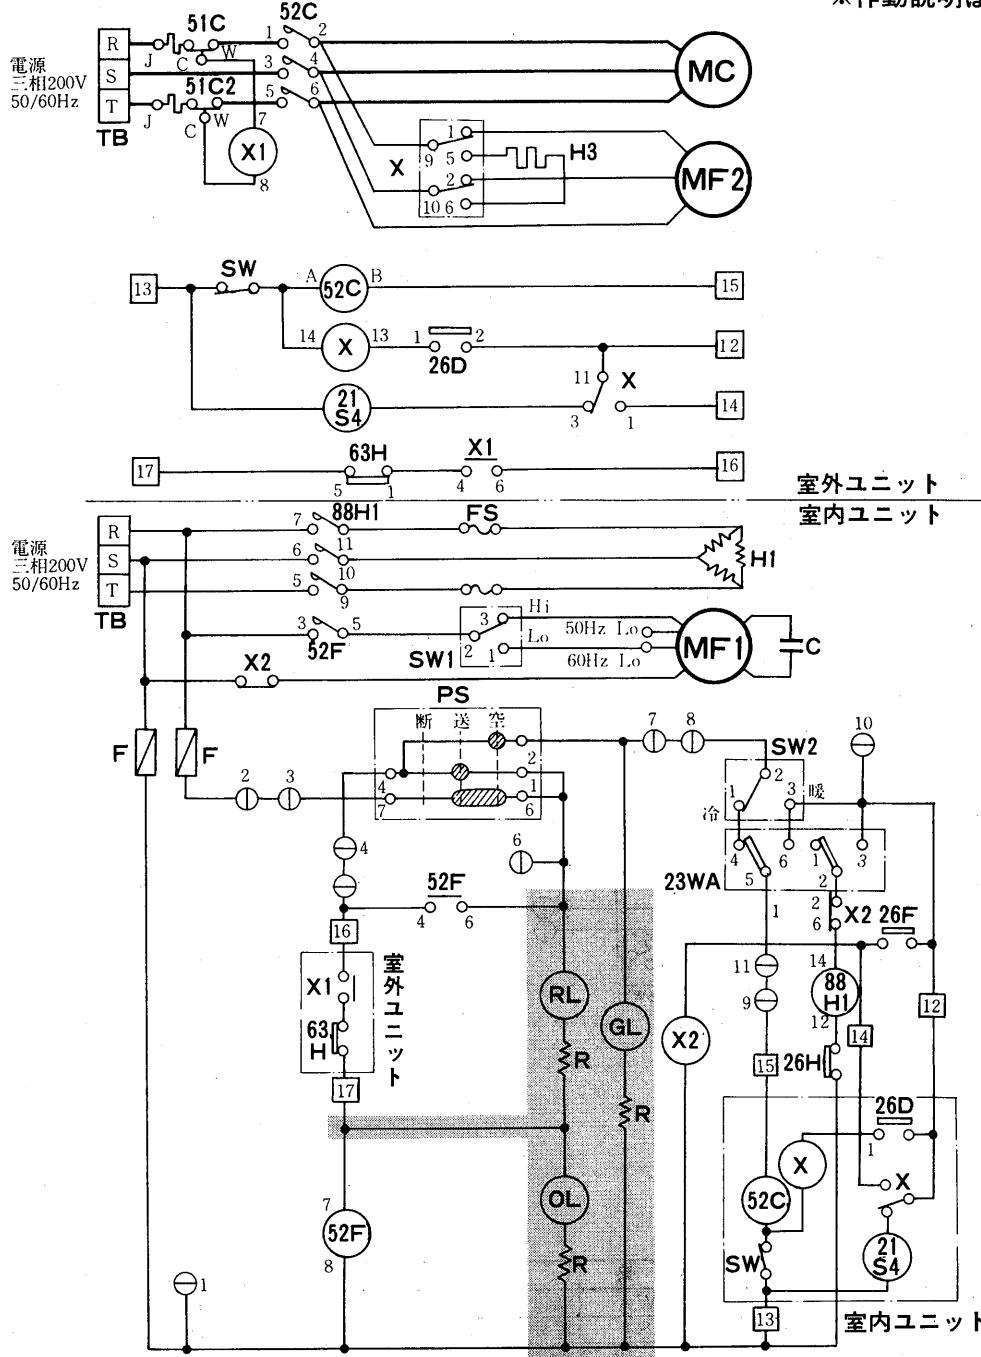 ※作動説明は
51C
52C
R
J
C
W
1
2
電源
三相200V
50/60Hz
S
3
4
51C2
T
J
C
W
5
6
TB
7
X1
8
MC
X
1
9
5
H3
2
10
6
MF2
13
SW
A
52C
B
15
14
X
13
1
2
26D
12
11
X
21
S4
3
1
14
17
63H
5
1
X1
4
6
16
室外ユニット
室内ユニット
電源
三相200V
50/60Hz
R
S
T
TB
7
88H1
11
FS
6
10
5
9
H1
3
5
52F
SW1
3
2
1
Hi
Lo
50Hz Lo
60Hz Lo
MF1
C
X2
PS
断 送 空
F
F
2
3
4
7
2
1
6
7
8
10
SW2
1
2
3
冷
暖
4
5
6
1
2
3
23WA
4
6
52F
4
6
1
2
6
X2
26F
16
X1
63
H
室外ユニット
17
RL
R
GL
R
X2
11
9
14
88
H1
12
26H
15
14
12
26D
1
X
X
52C
SW
21
S4
13
室内ユニット
OL
R
7
52F
8
1